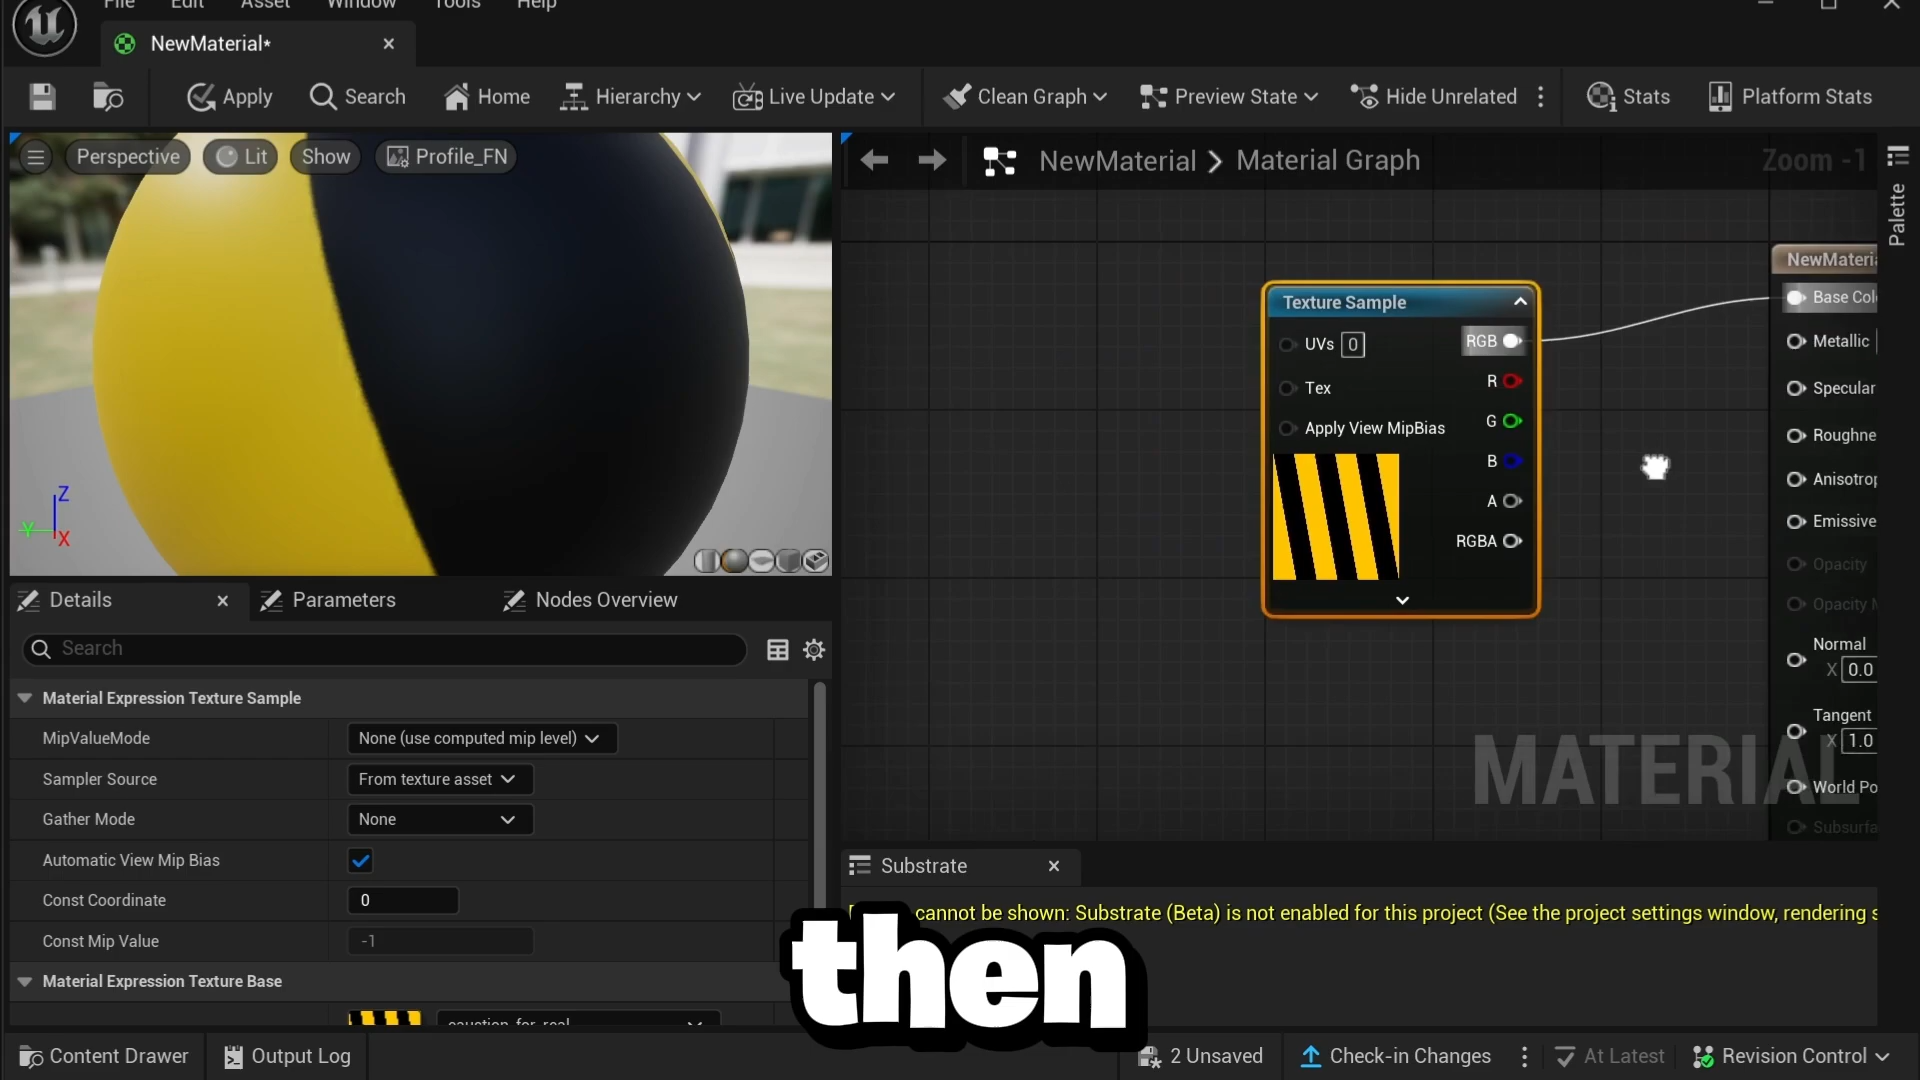 File Edit Asset Window Tools Help
NewMaterial*
Apply Search Home Hierarchy Live Update Clean Graph Preview State Hide Unrelated Stats Platform Stats
Perspective Lit Show Profile_FN
NewMaterial > Material Graph
Zoom -1
Palette
Z
Y
X
Texture Sample
UVs 0
RGB
R
Tex
G
Apply View MipBias
B
A
RGBA
NewMateria
Base Col
Metallic
Specular
Roughne
Anisotrop
Emissive
Opacity
Opacity M
Normal
X 0.0
Tangent
X 1.0
World Po
Subsurfa
MATERIAL
Details Parameters Nodes Overview
Search
Material Expression Texture Sample
MipValueMode None (use computed mip level)
Sampler Source From texture asset
Gather Mode None
Automatic View Mip Bias
Const Coordinate 0
Const Mip Value -1
Material Expression Texture Base
caustion_for_real
Substrate
cannot be shown: Substrate (Beta) is not enabled for this project (See the project settings window, rendering s
then
Content Drawer Output Log 2 Unsaved Check-in Changes At Latest Revision Control